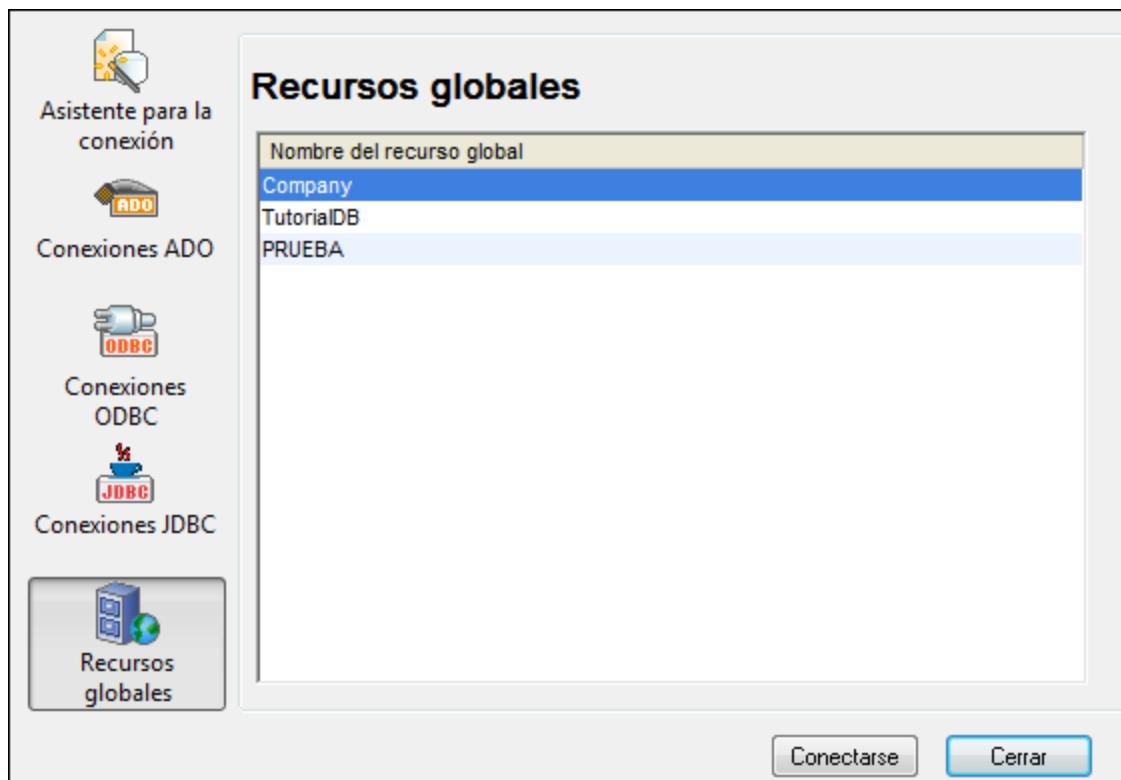 Asistente para la
conexión
ADO
Conexiones ADO
ODBC
Conexiones
ODBC
JDBC
Conexiones JDBC
Recursos
globales
Recursos globales
Nombre del recurso global
Company
TutorialDB
PRUEBA
Conectarse
Cerrar